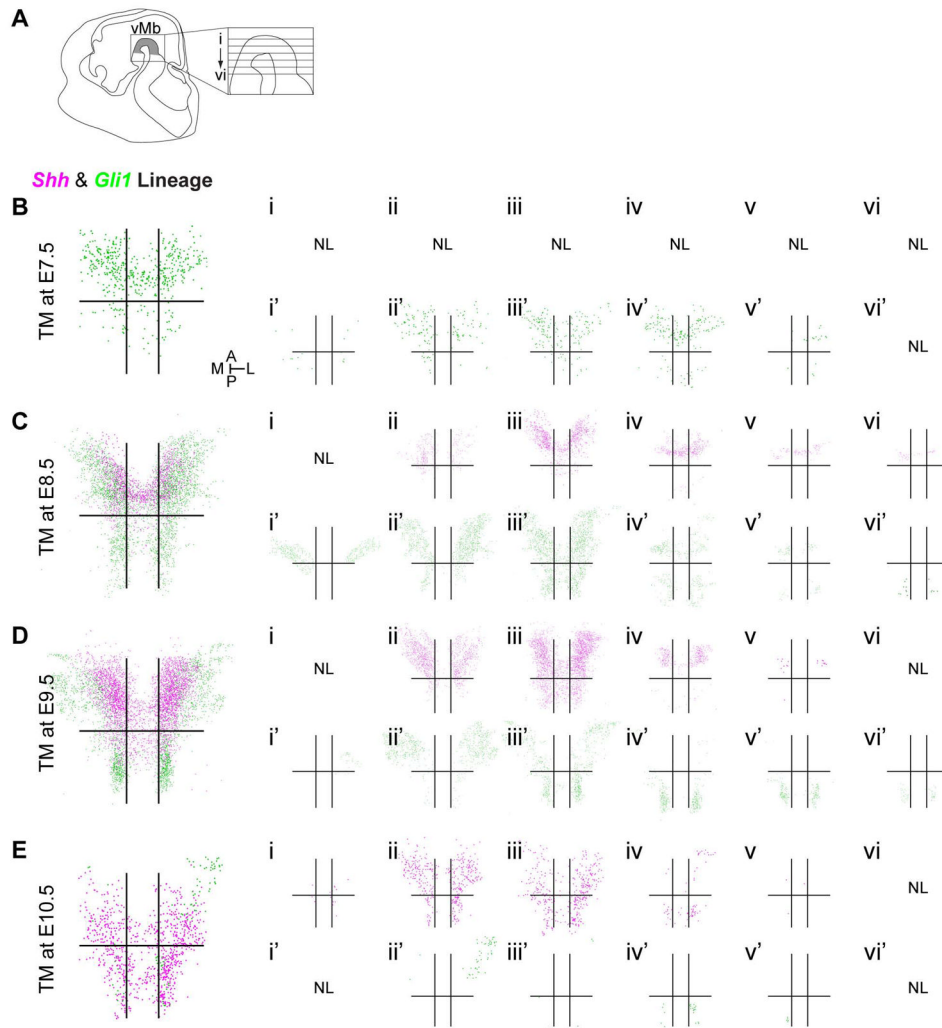 A
vMb
i
vi
Shh & Gli1 Lineage
B
TM at E7.5
i ii iii iv v vi
NL NL NL NL NL NL
i’ ii’ iii’ iv’ v’ vi’
NL
A
M L
P
C
TM at E8.5
i ii iii iv v vi
NL
i’ ii’ iii’ iv’ v’ vi’
D
TM at E9.5
i ii iii iv v vi
NL NL
i’ ii’ iii’ iv’ v’ vi’
E
TM at E10.5
i ii iii iv v vi
NL
i’ ii’ iii’ iv’ v’ vi’
NL NL